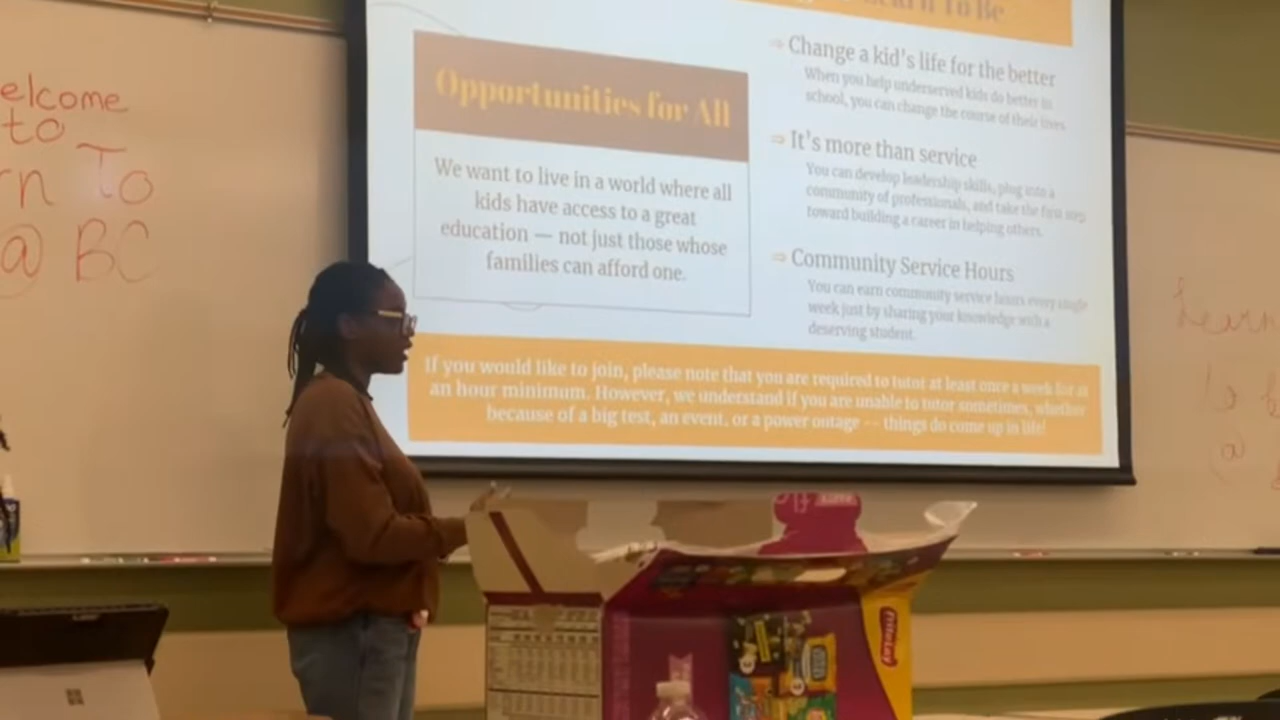 elcome
to
rn To
@ BC
Learn To Be
Opportunities for All
We want to live in a world where all
kids have access to a great
education — not just those whose
families can afford one.
⇒ Change a kid's life for the better
When you help underserved kids do better in
school, you can change the course of their lives.
⇒ It's more than service
You can develop leadership skills, plug into a
community of professionals, and take the first step
toward building a career in helping others.
⇒ Community Service Hours
You can earn community service hours every single
week just by sharing your knowledge with a
deserving student.
If you would like to join, please note that you are required to tutor at least once a week for at
an hour minimum. However, we understand if you are unable to tutor sometimes, whether
because of a big test, an event, or a power outage -- things do come up in life!
Learn
To
@
FritoLay